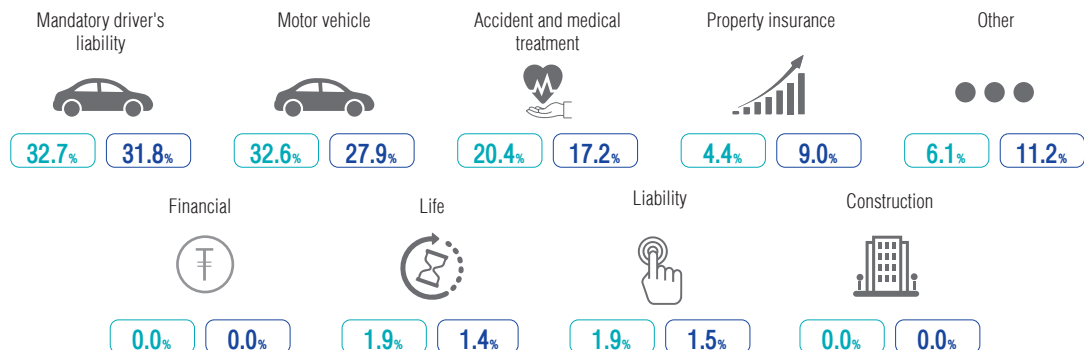 Mandatory driver's
liability
Motor vehicle
Accident and medical
treatment
Property insurance
Other
32.7% 31.8%
32.6% 27.9%
20.4% 17.2%
4.4% 9.0%
6.1% 11.2%
Financial
Life
Liability
Construction
0.0% 0.0%
1.9% 1.4%
1.9% 1.5%
0.0% 0.0%